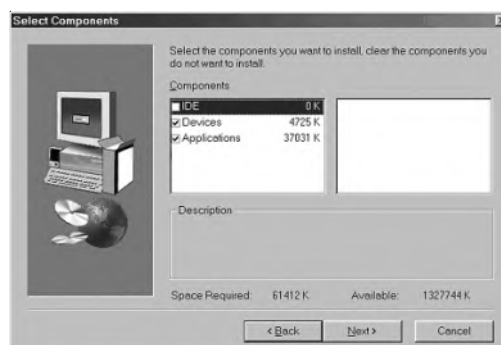 Select Components
Select the components you want to install, clear the components you
do not want to install.
Components
IDE 0 K
Devices 4725 K
Applications 37031 K
Description
Space Required: 61412 K Available: 1327744 K
< Back Next > Cancel